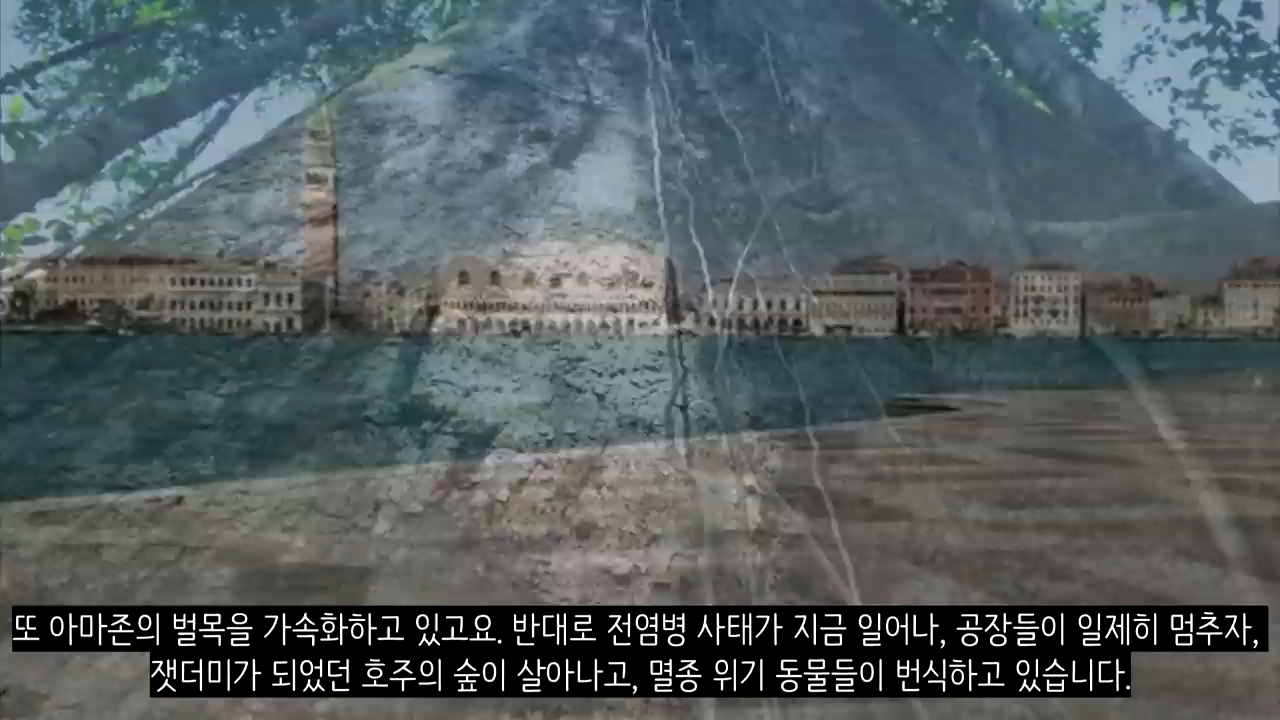 또 아마존의 벌목을 가속화하고 있고요. 반대로 전염병 사태가 지금 일어나, 공장들이 일제히 멈추자,
잿더미가 되었던 호주의 숲이 살아나고, 멸종 위기 동물들이 번식하고 있습니다.